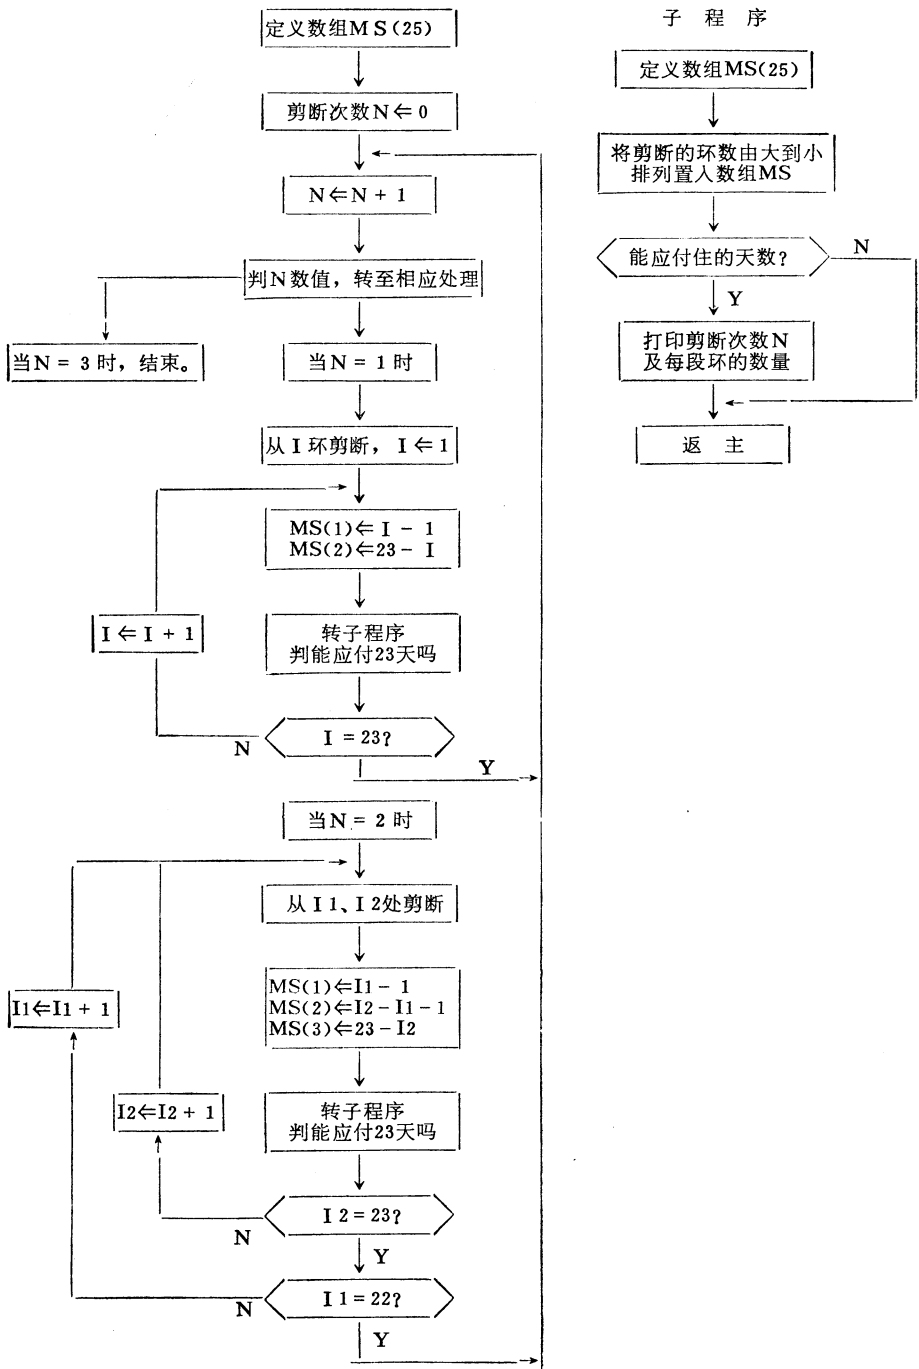 定义数组MS(25)
剪断次数N⇐0
N⇐N + 1
判N数值，转至相应处理
当N = 3时，结束。
当N = 1时
从I环剪断，I⇐1
MS(1)⇐I - 1
MS(2)⇐23 - I
I⇐I + 1
转子程序
判能应付23天吗
I = 23?
N
Y
当N = 2时
从I1、I2处剪断
MS(1)⇐I1 - 1
MS(2)⇐I2 - I1 - 1
MS(3)⇐23 - I2
I1⇐I1 + 1
I2⇐I2 + 1
转子程序
判能应付23天吗
I2 = 23?
N
Y
I1 = 22?
N
Y
子 程 序
定义数组MS(25)
将剪断的环数由大到小
排列置入数组MS
能应付住的天数?
N
Y
打印剪断次数N
及每段环的数量
返 主